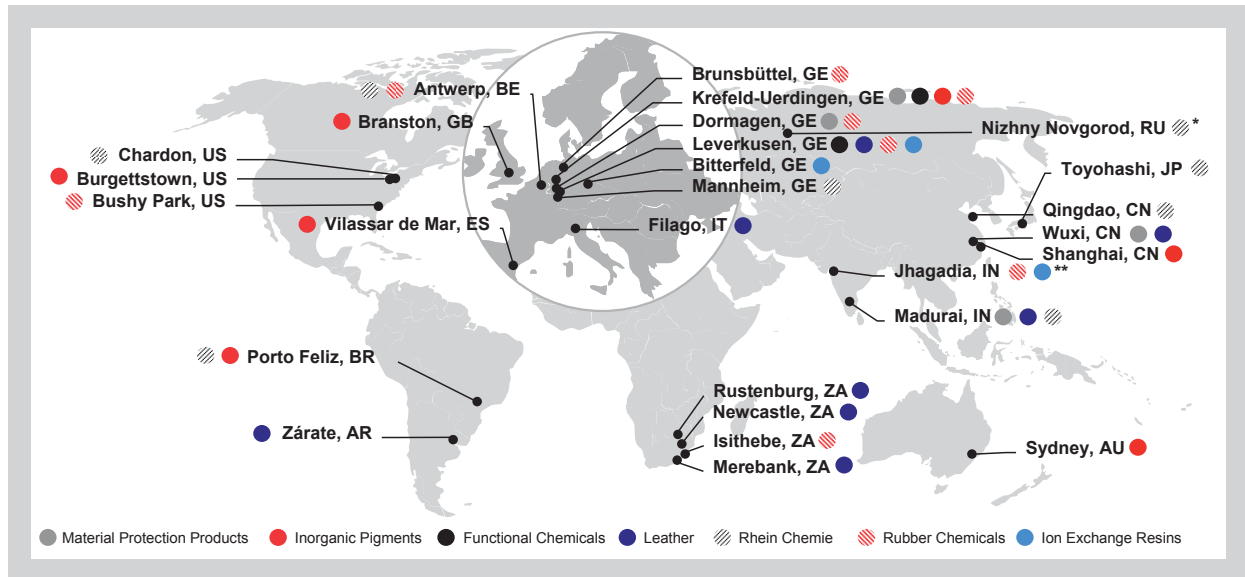 Antwerp, BE
Branston, GB
Chardon, US
Burgettstown, US
Bushy Park, US
Vilassar de Mar, ES
Brunsbüttel, GE
Krefeld-Uerdingen, GE
Dormagen, GE
Leverkusen, GE
Bitterfeld, GE
Mannheim, GE
Filago, IT
Nizhny Novgorod, RU *
Toyohashi, JP
Qingdao, CN
Wuxi, CN
Shanghai, CN
Jhagadia, IN **
Madurai, IN
Porto Feliz, BR
Zárate, AR
Rustenburg, ZA
Newcastle, ZA
Isithebe, ZA
Merebank, ZA
Sydney, AU
Material Protection Products Inorganic Pigments Functional Chemicals Leather Rhein Chemie Rubber Chemicals Ion Exchange Resins